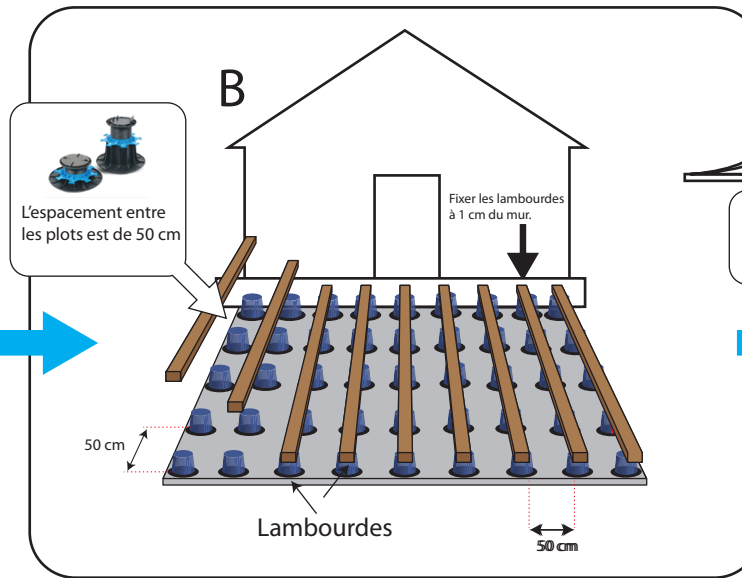 B
L'espacement entre
les plots est de 50 cm
Fixer les lambourdes
à 1 cm du mur.
50 cm
Lambourdes
50 cm